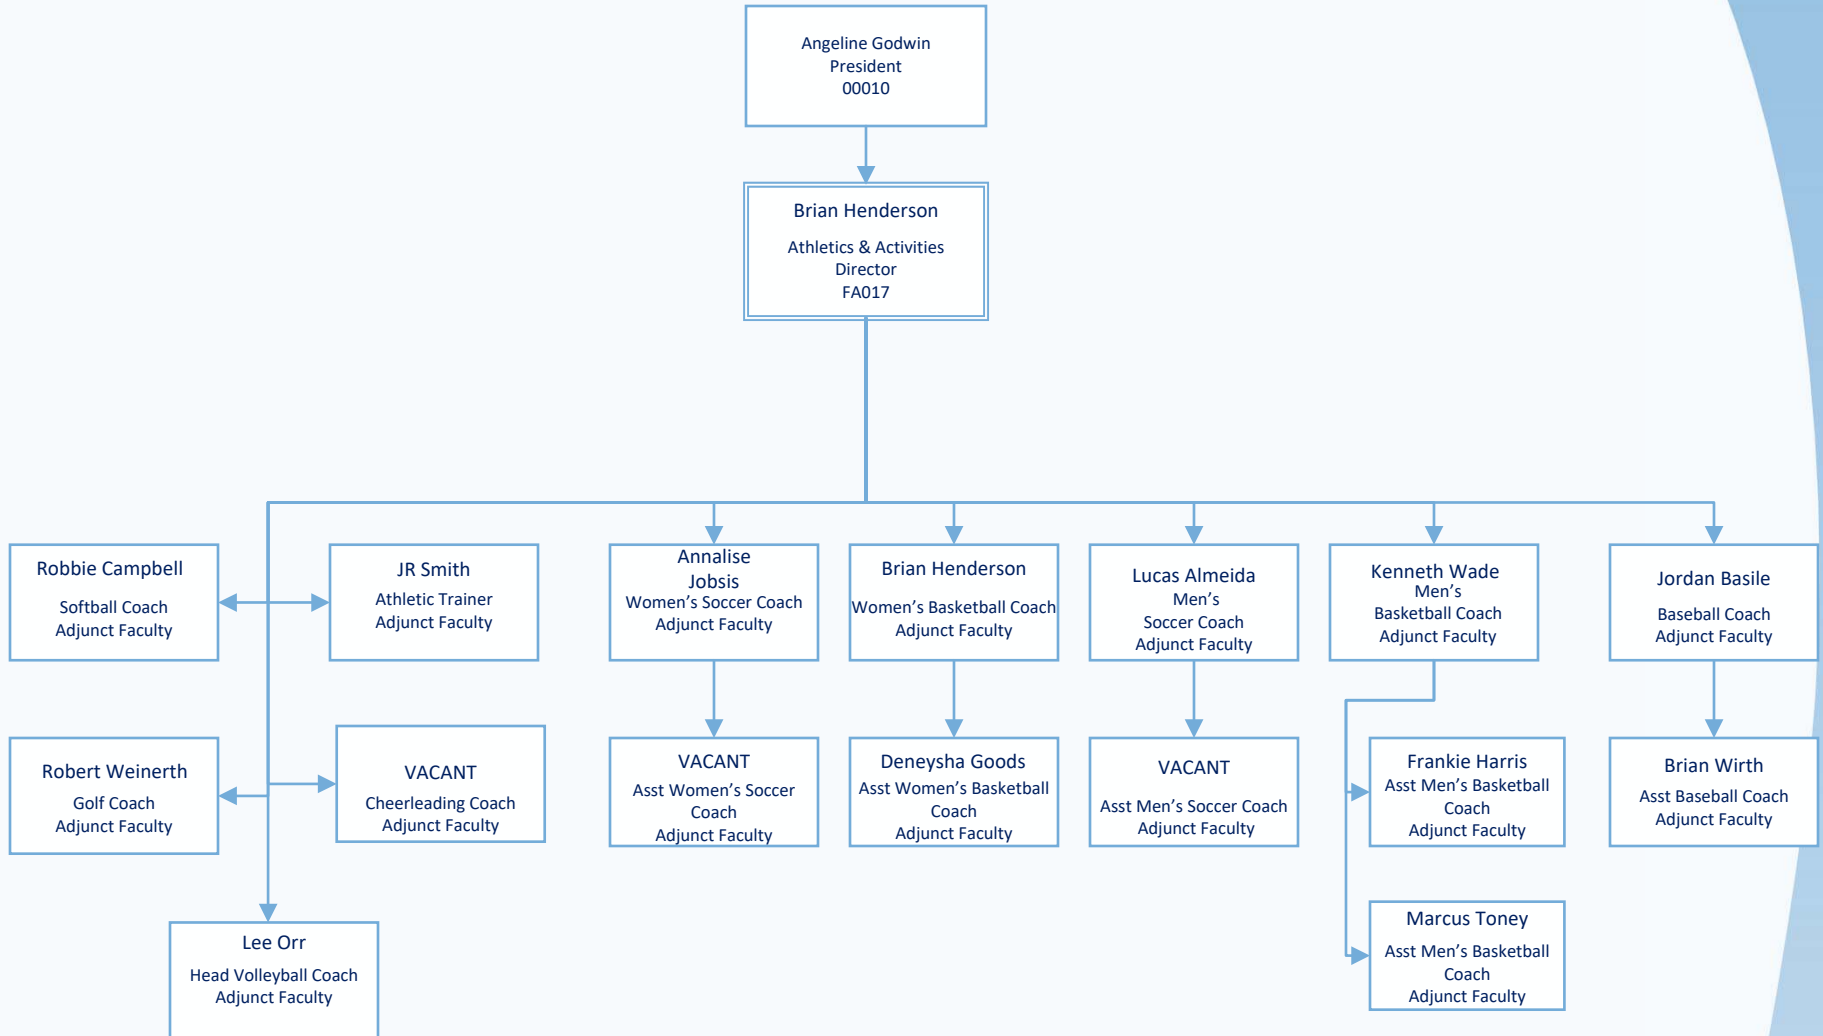 Angeline Godwin
President
00010
Brian Henderson
Athletics & Activities
Director
FA017
Robbie Campbell
Softball Coach
Adjunct Faculty
JR Smith
Athletic Trainer
Adjunct Faculty
Annalise
Jobsis
Women’s Soccer Coach
Adjunct Faculty
Brian Henderson
Women’s Basketball Coach
Adjunct Faculty
Lucas Almeida
Men’s
Soccer Coach
Adjunct Faculty
Kenneth Wade
Men’s
Basketball Coach
Adjunct Faculty
Jordan Basile
Baseball Coach
Adjunct Faculty
Robert Weinerth
Golf Coach
Adjunct Faculty
VACANT
Cheerleading Coach
Adjunct Faculty
VACANT
Asst Women’s Soccer
Coach
Adjunct Faculty
Deneysha Goods
Asst Women’s Basketball
Coach
Adjunct Faculty
VACANT
Asst Men’s Soccer Coach
Adjunct Faculty
Frankie Harris
Asst Men’s Basketball
Coach
Adjunct Faculty
Brian Wirth
Asst Baseball Coach
Adjunct Faculty
Lee Orr
Head Volleyball Coach
Adjunct Faculty
Marcus Toney
Asst Men’s Basketball
Coach
Adjunct Faculty